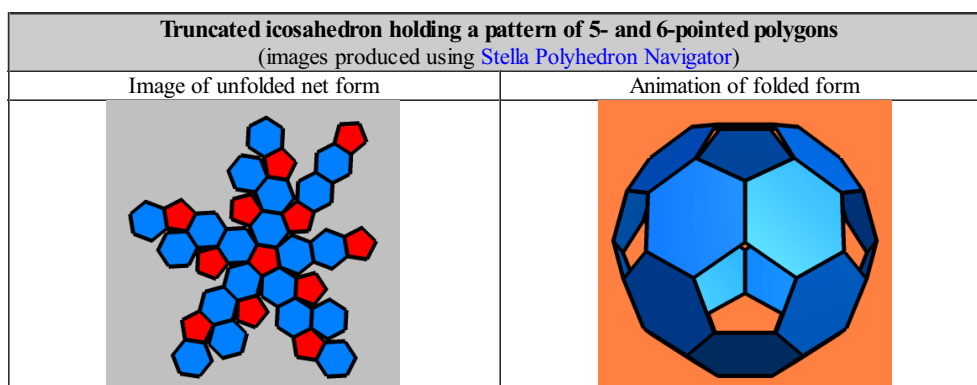 Truncated icosahedron holding a pattern of 5- and 6-pointed polygons
(images produced using Stella Polyhedron Navigator)
Image of unfolded net form
Animation of folded form